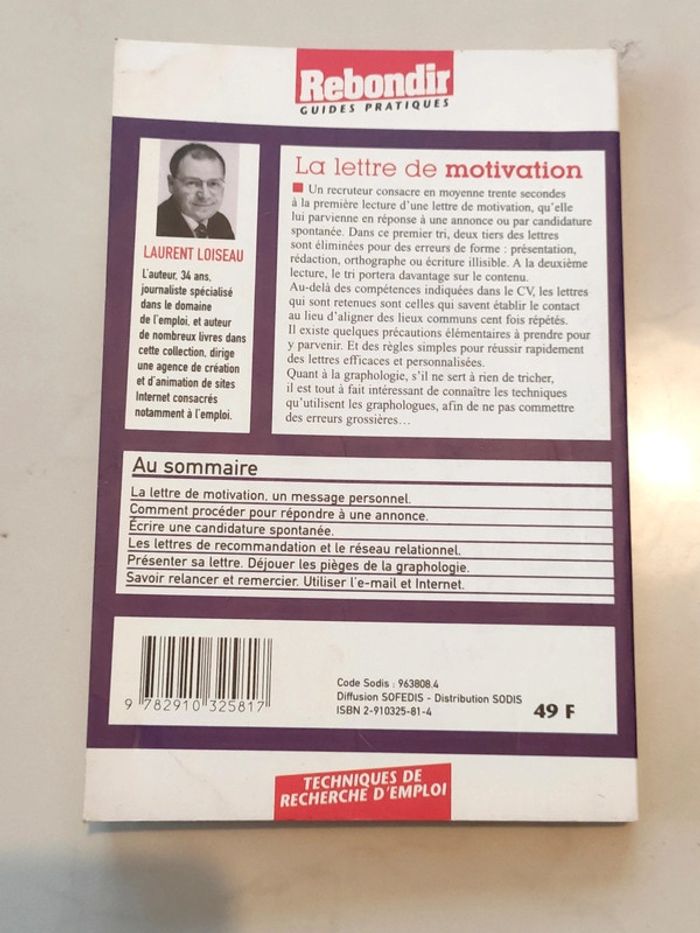 Rebondir
GUIDES PRATIQUES
LAURENT LOISEAU
L'auteur, 34 ans,
journaliste spécialisé
dans le domaine
de l'emploi, et auteur
de nombreux livres dans
cette collection, dirige
une agence de création
et d'animation de sites
Internet consacrés
notamment à l'emploi.
La lettre de motivation
Un recruteur consacre en moyenne trente secondes
à la première lecture d'une lettre de motivation, qu'elle
lui parvienne en réponse à une annonce ou par candidature
spontanée. Dans ce premier tri, deux tiers des lettres
sont éliminées pour des erreurs de forme : présentation,
rédaction, orthographe ou écriture illisible. A la deuxième
lecture, le tri portera davantage sur le contenu.
Au-delà des compétences indiquées dans le CV, les lettres
qui sont retenues sont celles qui savent établir le contact
au lieu d'aligner des lieux communs cent fois répétés.
Il existe quelques précautions élémentaires à prendre pour
y parvenir. Et des règles simples pour réussir rapidement
des lettres efficaces et personnalisées.
Quant à la graphologie, s'il ne sert à rien de tricher,
il est tout à fait intéressant de connaître les techniques
qu'utilisent les graphologues, afin de ne pas commettre
des erreurs grossières…
Au sommaire
La lettre de motivation, un message personnel.
Comment procéder pour répondre à une annonce.
Écrire une candidature spontanée.
Les lettres de recommandation et le réseau relationnel.
Présenter sa lettre. Déjouer les pièges de la graphologie.
Savoir relancer et remercier. Utiliser l'e-mail et Internet.
9 782910 325817
Code Sodis : 963808.4
Diffusion SOFEDIS - Distribution SODIS
ISBN 2-910325-81-4
49 F
TECHNIQUES DE
RECHERCHE D'EMPLOI